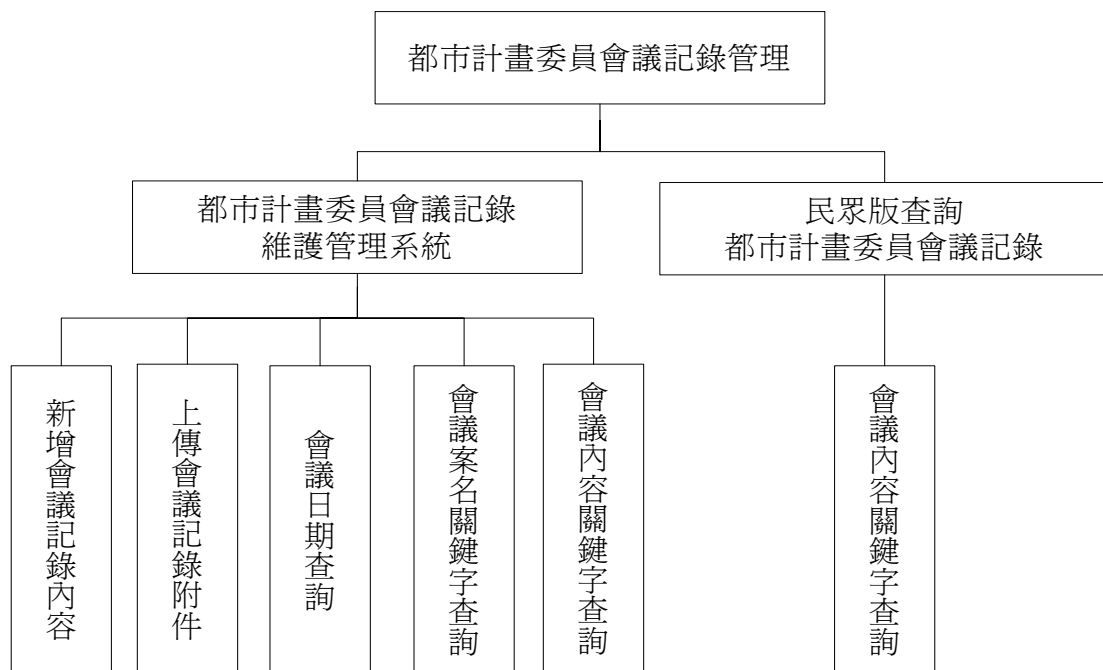 都市計畫委員會議記錄管理
都市計畫委員會議記錄
維護管理系統
民眾版查詢
都市計畫委員會議記錄
新增會議記錄內容
上傳會議記錄附件
會議日期查詢
會議案名關鍵字查詢
會議內容關鍵字查詢
會議內容關鍵字查詢